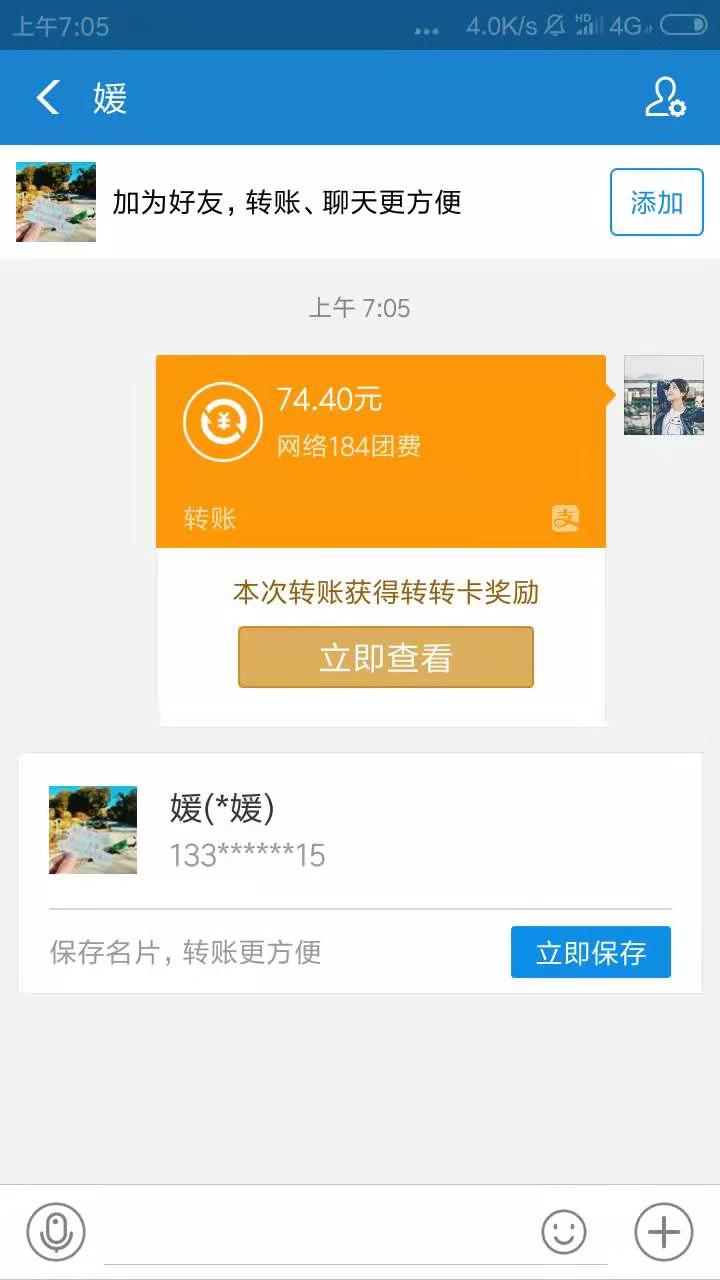 上午7:05
4.0K/s
HD
4G
媛
加为好友，转账、聊天更方便
添加
上午 7:05
74.40元
网络184团费
转账
支
本次转账获得转转卡奖励
立即查看
媛(*媛)
133******15
保存名片，转账更方便
立即保存